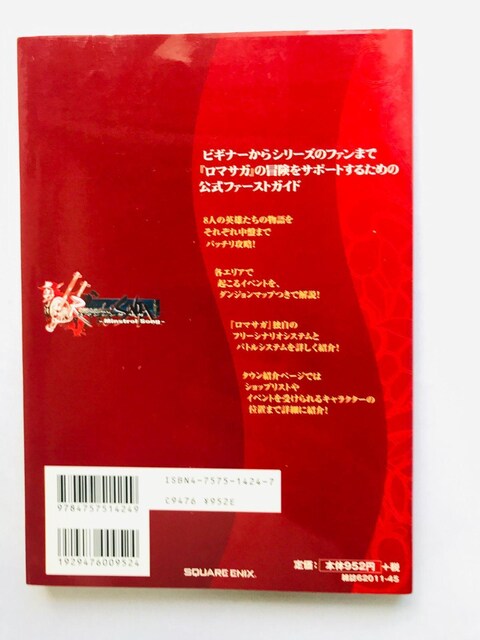 ビギナーからシリーズのファンまで
『ロマサガ』の冒険をサポートするための
公式ファーストガイド
8人の英雄たちの物語を
それぞれ中盤まで
バッチリ攻略!
各エリアで
起こるイベントを、
ダンジョンマップつきで解説!
『ロマサガ』独自の
フリーシナリオシステムと
バトルシステムを詳しく紹介!
タウン紹介ページでは
ショップリストや
イベントを受けられるキャラクターの
位置まで詳細に紹介!
~Minstrel Song~
9784757514249
1929476009524
ISBN4-7575-1424-7
C9476 ¥952E
SQUARE ENIX.
定価:本体952円 +税
雑誌62011-45